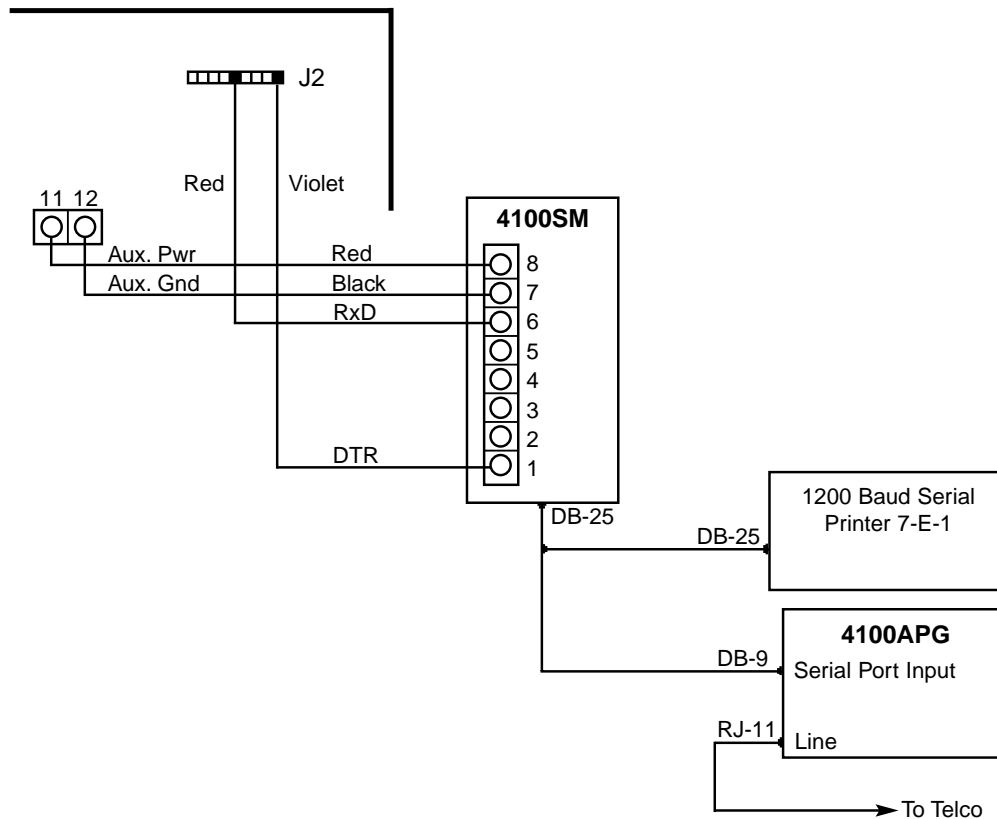 J2
Red
Violet
11 12
4100SM
Aux. Pwr
Red
8
Aux. Gnd
Black
7
RxD
6
5
4
3
2
DTR
1
DB-25
1200 Baud Serial
Printer 7-E-1
DB-25
4100APG
DB-9
Serial Port Input
RJ-11
Line
To Telco